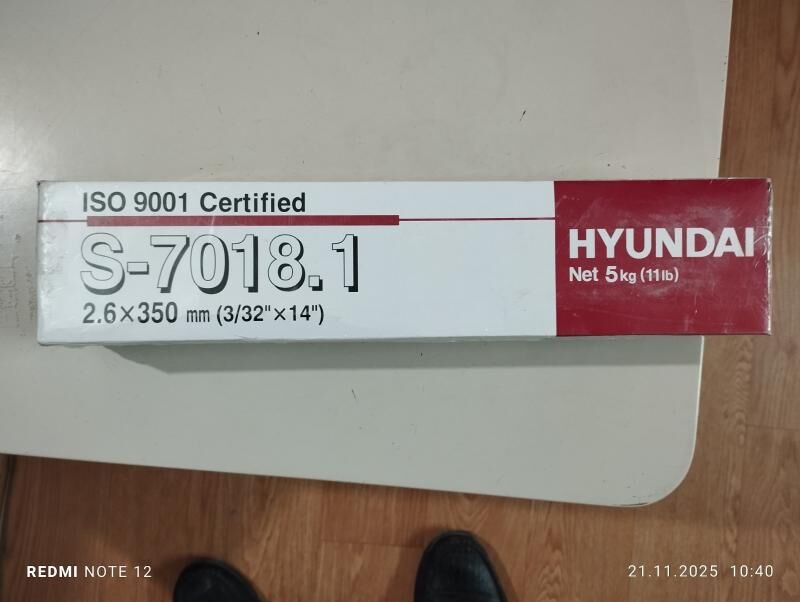 ISO 9001 Certified
S-7018.1
2.6×350 mm (3/32"×14")
HYUNDAI
Net 5kg (11lb)
REDMI NOTE 12
21.11.2025 10:40